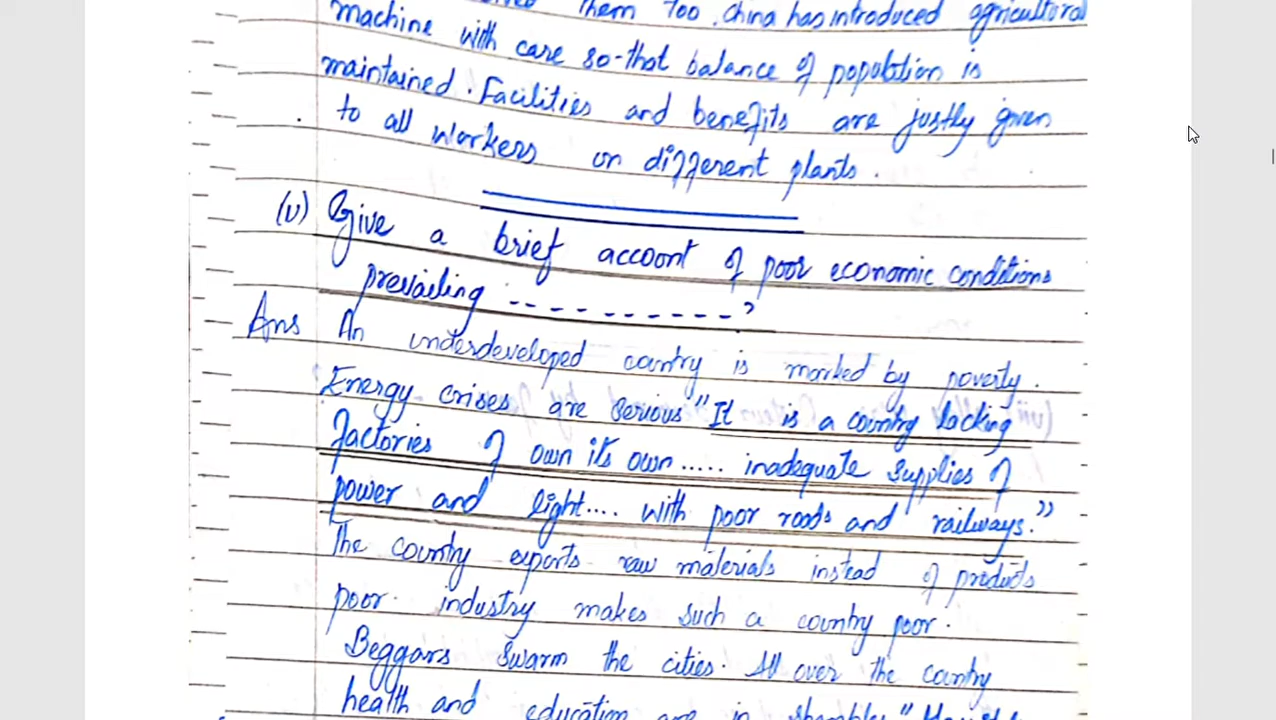 them too. China has introduced agricultural
machine with care so-that balance of population is
maintained. Facilities and benefits are justly given
to all workers on different plants.
(v) Give a brief account of poor economic conditions
prevailing ----------?
Ans An underdeveloped country is marked by poverty.
Energy crises are serious "It is a country lacking
factories of own its own ..... inadequate supplies of
power and light.... with poor roads and railways."
The country exports raw materials instead of products
poor. industry makes such a country poor.
Beggars swarm the cities. All over the country
health and education are in shambles."